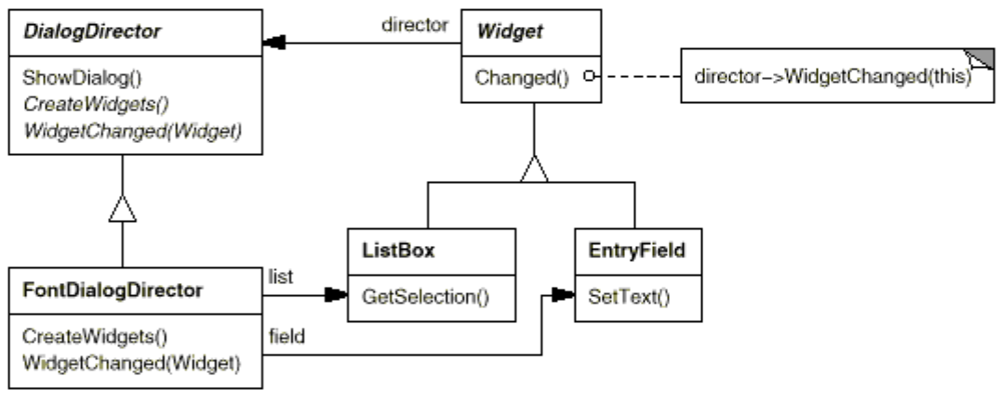 DialogDirector
ShowDialog()
CreateWidgets()
WidgetChanged(Widget)
director
Widget
Changed()
director->WidgetChanged(this)
FontDialogDirector
CreateWidgets()
WidgetChanged(Widget)
list
field
ListBox
GetSelection()
EntryField
SetText()